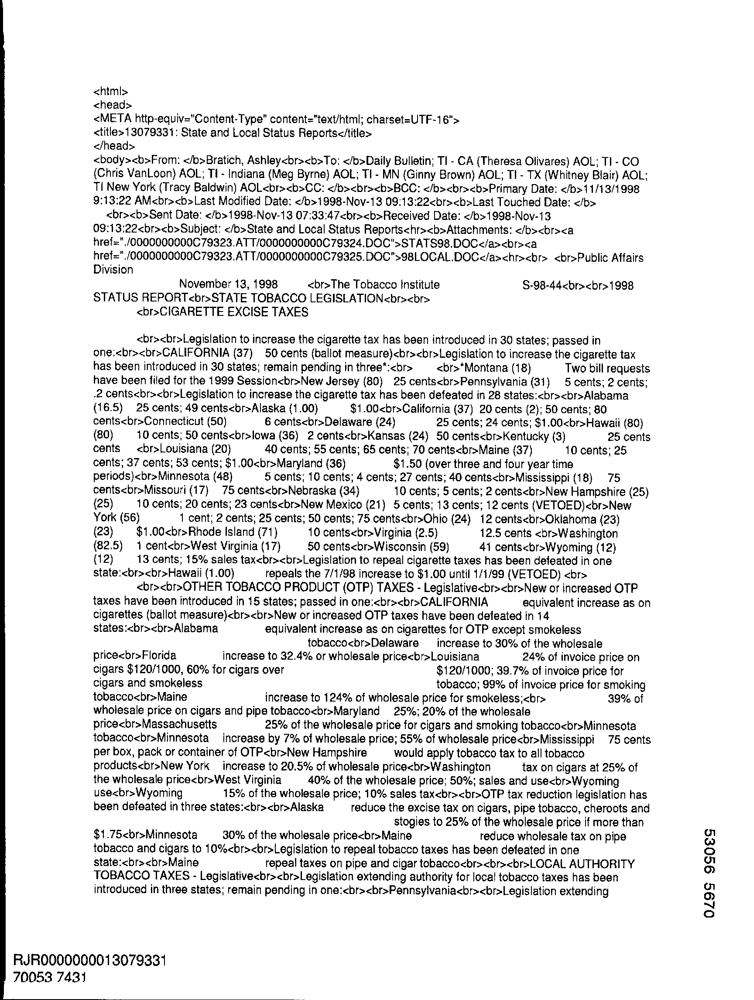 <html>
<head>
<META http-equiv="Content-Type" content="text/html; charset=UTF-16">
<title>13079331: State and Local Status Reports</title>
</head>
<body><b>From: </b>Bratich, Ashley<br><b>To: </b>Daily Bulletin; TI - CA (Theresa Olivares) AOL; TI - CO
(Chris VanLoon) AOL; TI - Indiana (Meg Byrne) AOL; TI - MN (Ginny Brown) AOL; TI - TX (Whitney Blair) AOL;
TI New York (Tracy Baldwin) AOL<br><b>CC: </b><br><b>BCC: </b><br><b>Primary Date: </b>11/13/1998
9:13:22 AM<br><b>Last Modified Date: </b>1998-Nov-13 09:13:22<br><b>Last Touched Date: </b>
<br><b>Sent Date: </b>1998-Nov-13 07:33:47<br><b>Received Date: </b>1998-Nov-13
09:13:22<br><b>Subject: </b>State and Local Status Reports<hr><b>Attachments: </b><br><a
href="./0000000000C79323.ATT/0000000000C79324.DOC">STATS98.DOC</a><br><a
href="./0000000000C79323.ATT/0000000000C79325.DOC">98LOCAL.DOC</a><hr><br> <br>Public Affairs
Division
November 13, 1998 <br>The Tobacco Institute S-98-44<br><br>1998
STATUS REPORT<br>STATE TOBACCO LEGISLATION<br><br>
<br>CIGARETTE EXCISE TAXES
<br><br>Legislation to increase the cigarette tax has been introduced in 30 states; passed in
one:<br><br>CALIFORNIA (37) 50 cents (ballot measure)<br><br>Legislation to increase the cigarette tax
has been introduced in 30 states; remain pending in three*:<br> <br>*Montana (18) Two bill requests
have been filed for the 1999 Session<br>New Jersey (80) 25 cents<br>Pennsylvania (31) 5 cents; 2 cents;
.2 cents<br><br>Legislation to increase the cigarette tax has been defeated in 28 states:<br><br>Alabama
(16.5) 25 cents; 49 cents<br>Alaska (1.00) $1.00<br>California (37) 20 cents (2); 50 cents; 80
cents<br>Connecticut (50) 6 cents<br>Delaware (24) 25 cents; 24 cents; $1.00<br>Hawaii (80)
(80) 10 cents; 50 cents<br>Iowa (36) 2 cents<br>Kansas (24) 50 cents<br>Kentucky (3) 25 cents
cents <br>Louisiana (20) 40 cents; 55 cents; 65 cents; 70 cents<br>Maine (37) 10 cents; 25
cents; 37 cents; 53 cents; $1.00<br>Maryland (36) $1.50 (over three and four year time
periods)<br>Minnesota (48) 5 cents; 10 cents; 4 cents; 27 cents; 40 cents<br>Mississippi (18) 75
cents<br>Missouri (17) 75 cents<br>Nebraska (34) 10 cents; 5 cents; 2 cents<br>New Hampshire (25)
(25) 10 cents; 20 cents; 23 cents<br>New Mexico (21) 5 cents; 13 cents; 12 cents (VETOED)<br>New
York (56) 1 cent; 2 cents; 25 cents; 50 cents; 75 cents<br>Ohio (24) 12 cents<br>Oklahoma (23)
(23) $1.00<br>Rhode Island (71) 10 cents<br>Virginia (2.5) 12.5 cents <br>Washington
(82.5) 1 cent<br>West Virginia (17) 50 cents<br>Wisconsin (59) 41 cents<br>Wyoming (12)
(12) 13 cents; 15% sales tax<br><br>Legislation to repeal cigarette taxes has been defeated in one
state:<br><br>Hawaii (1.00) repeals the 7/1/98 increase to $1.00 until 1/1/99 (VETOED) <br>
<br><br>OTHER TOBACCO PRODUCT (OTP) TAXES - Legislative<br><br>New or increased OTP
taxes have been introduced in 15 states; passed in one:<br><br>CALIFORNIA equivalent increase as on
cigarettes (ballot measure)<br><br>New or increased OTP taxes have been defeated in 14
states:<br><br>Alabama equivalent increase as on cigarettes for OTP except smokeless
tobacco<br>Delaware increase to 30% of the wholesale
price<br>Florida increase to 32.4% or wholesale price<br>Louisiana 24% of invoice price on
cigars $120/1000, 60% for cigars over $120/1000; 39.7% of invoice price for
cigars and smokeless tobacco; 99% of invoice price for smoking
tobacco<br>Maine increase to 124% of wholesale price for smokeless;<br> 39% of
wholesale price on cigars and pipe tobacco<br>Maryland 25%; 20% of the wholesale
price<br>Massachusetts 25% of the wholesale price for cigars and smoking tobacco<br>Minnesota
tobacco<br>Minnesota increase by 7% of wholesale price; 55% of wholesale price<br>Mississippi 75 cents
per box, pack or container of OTP<br>New Hampshire would apply tobacco tax to all tobacco
products<br>New York increase to 20.5% of wholesale price<br>Washington tax on cigars at 25% of
the wholesale price<br>West Virginia 40% of the wholesale price; 50%; sales and use<br>Wyoming
use<br>Wyoming 15% of the wholesale price; 10% sales tax<br><br>OTP tax reduction legislation has
been defeated in three states:<br><br>Alaska reduce the excise tax on cigars, pipe tobacco, cheroots and
stogies to 25% of the wholesale price if more than
$1.75<br>Minnesota 30% of the wholesale price<br>Maine reduce wholesale tax on pipe
tobacco and cigars to 10%<br><br>Legislation to repeal tobacco taxes has been defeated in one
state:<br><br>Maine repeal taxes on pipe and cigar tobacco<br><br><br>LOCAL AUTHORITY
TOBACCO TAXES - Legislative<br><br>Legislation extending authority for local tobacco taxes has been
introduced in three states; remain pending in one:<br><br>Pennsylvania<br><br>Legislation extending
53056 5670
RJR0000000013079331
70053 7431